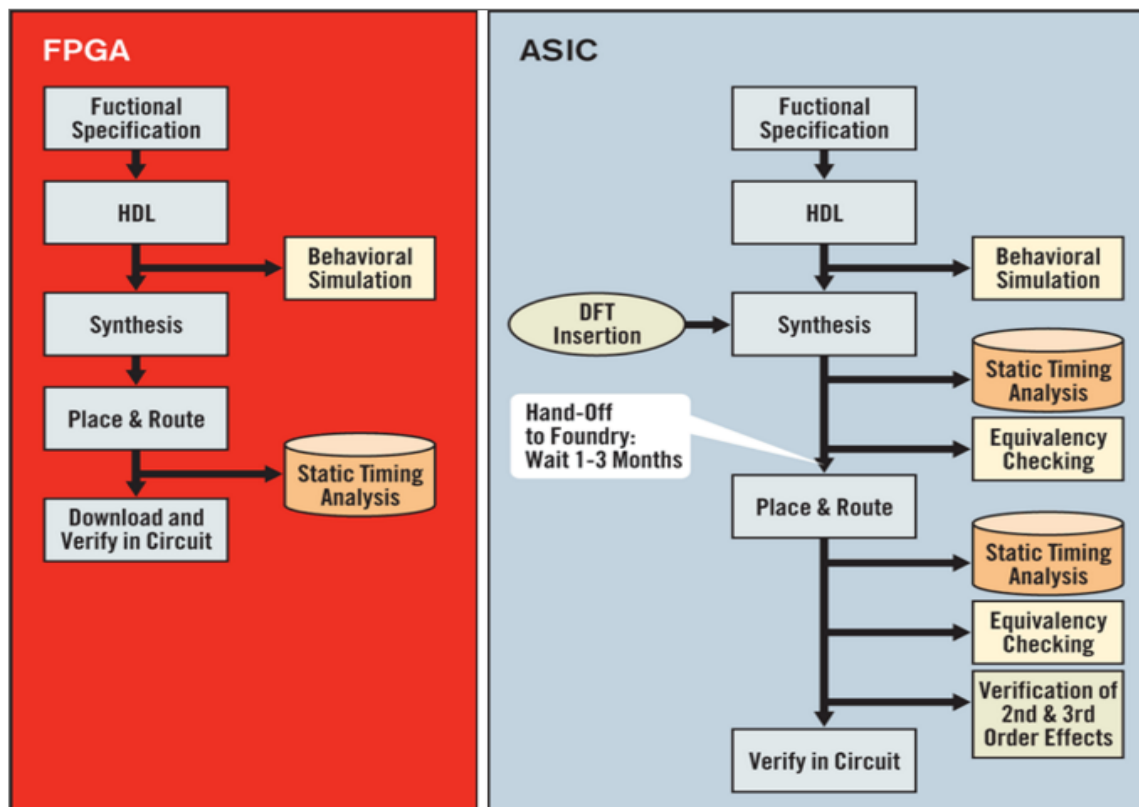 FPGA
Fuctional
Specification
HDL
Behavioral
Simulation
Synthesis
Place & Route
Static Timing
Analysis
Download and
Verify in Circuit
ASIC
Fuctional
Specification
HDL
Behavioral
Simulation
DFT
Insertion
Synthesis
Static Timing
Analysis
Hand-Off
to Foundry:
Wait 1-3 Months
Equivalency
Checking
Place & Route
Static Timing
Analysis
Equivalency
Checking
Verification of
2nd & 3rd
Order Effects
Verify in Circuit